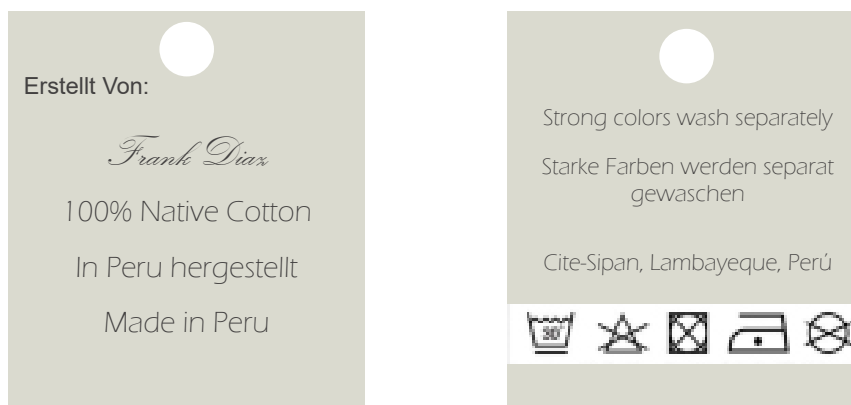 Erstellt Von:
Frank Diaz
100% Native Cotton
In Peru hergestellt
Made in Peru
Strong colors wash separately
Starke Farben werden separat
gewaschen
Cite-Sipan, Lambayeque, Perú
30°